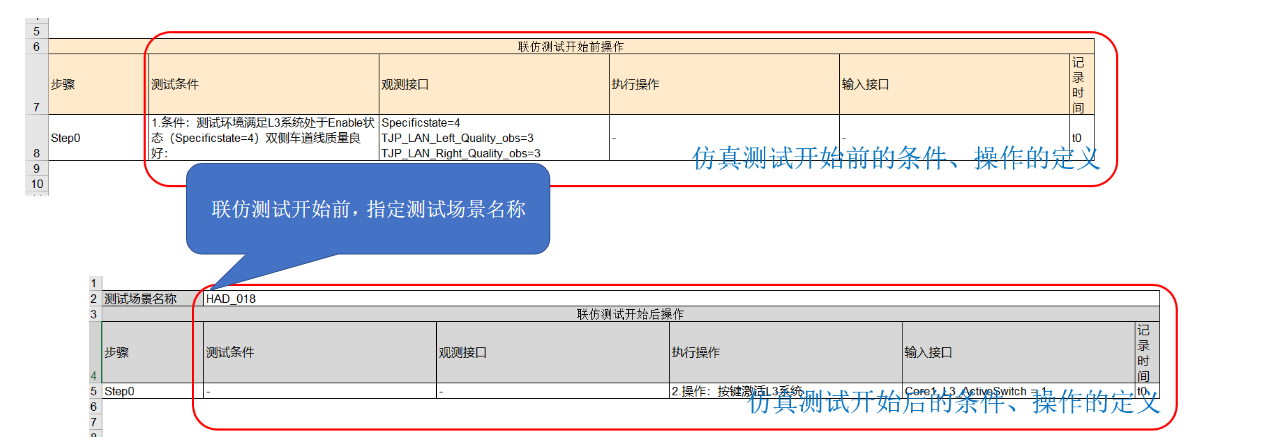 5
6 联仿测试开始前操作
7 步骤 测试条件 观测接口 执行操作 输入接口 记录时间
8 Step0 1.条件：测试环境满足L3系统处于Enable状态（Specificstate=4）双侧车道线质量良好： Specificstate=4 TJP_LAN_Left_Quality_obs=3 TJP_LAN_Right_Quality_obs=3 - - t0
仿真测试开始前的条件、操作的定义
9
10
联仿测试开始前，指定测试场景名称
1
2 测试场景名称 HAD_018
3 联仿测试开始后操作
4 步骤 测试条件 观测接口 执行操作 输入接口 记录时间
5 Step0 - - 2.操作：按键激活L3系统 Core1_L3_ActiveSwitch = 1 t0
仿真测试开始后的条件、操作的定义
6
7
8